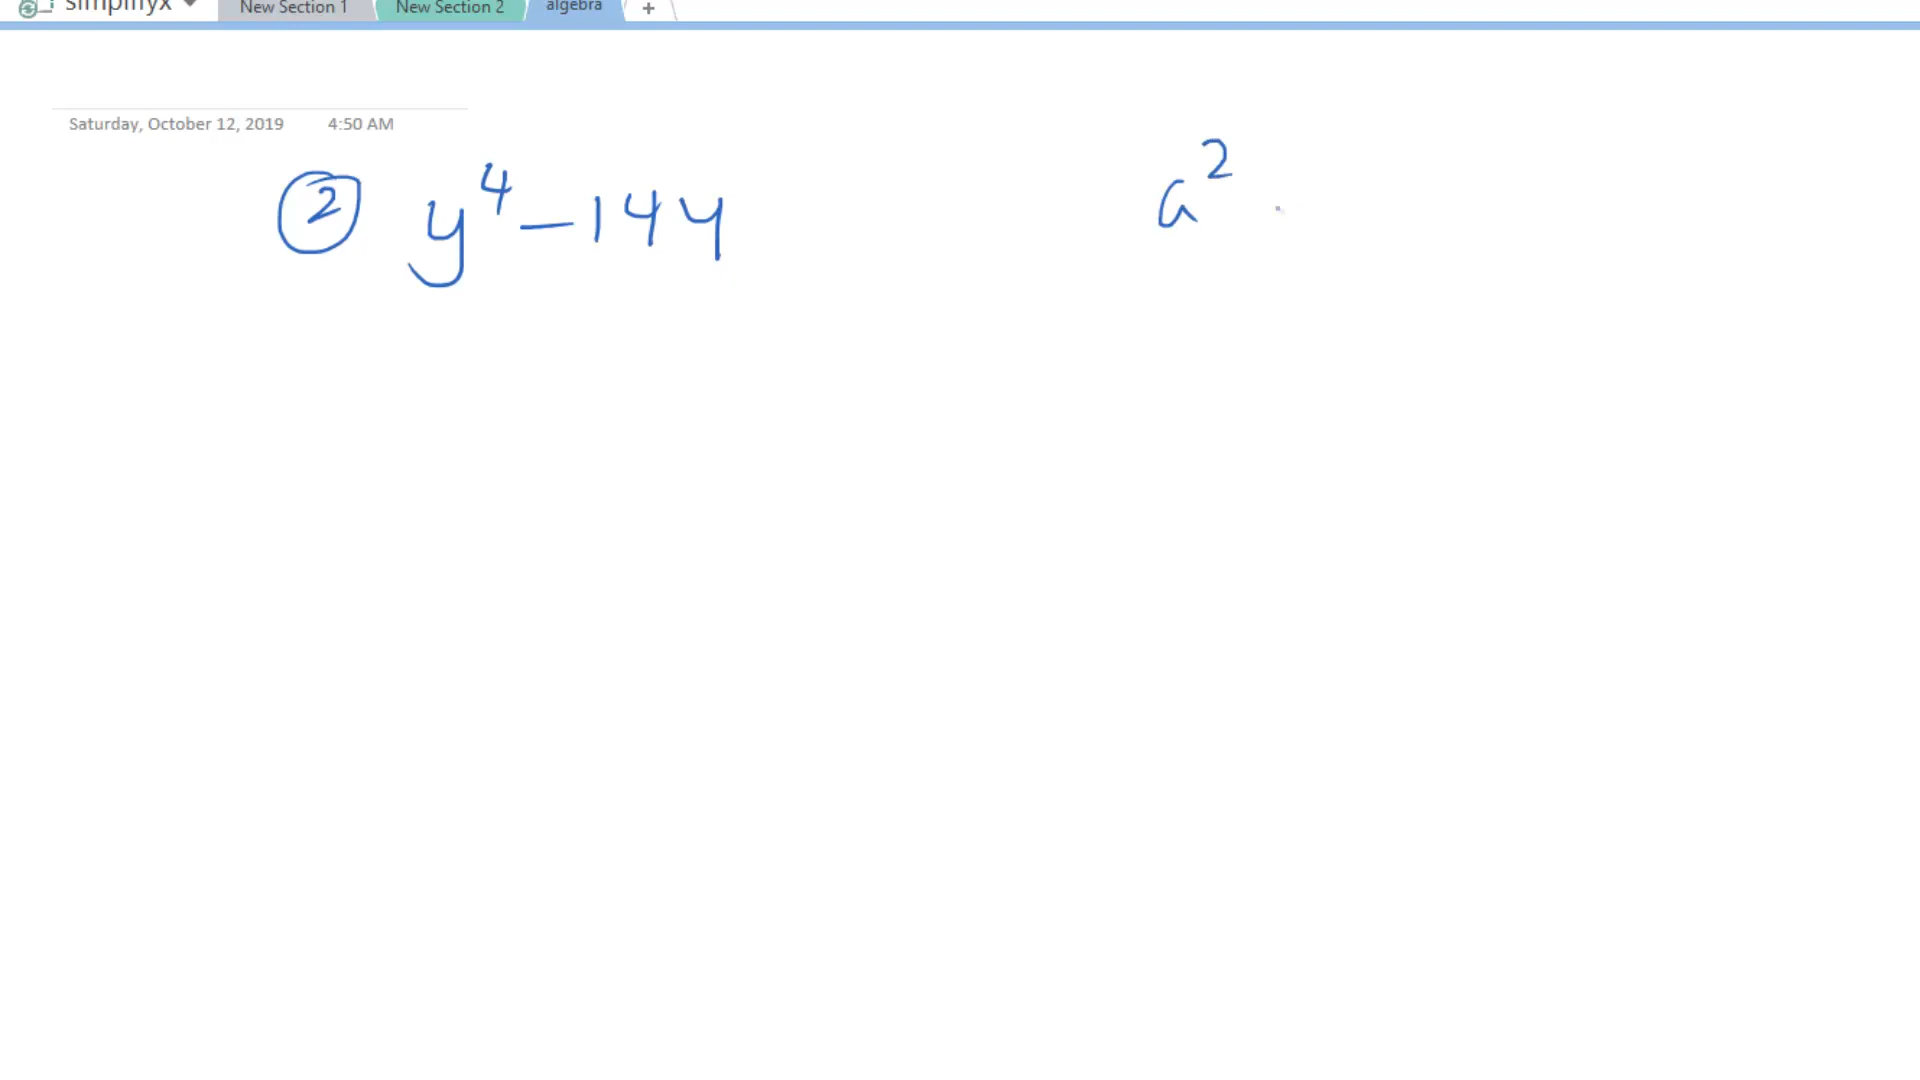 simplifyx New Section 1 New Section 2 algebra +
Saturday, October 12, 2019 4:50 AM
② y⁴ – 144
a²